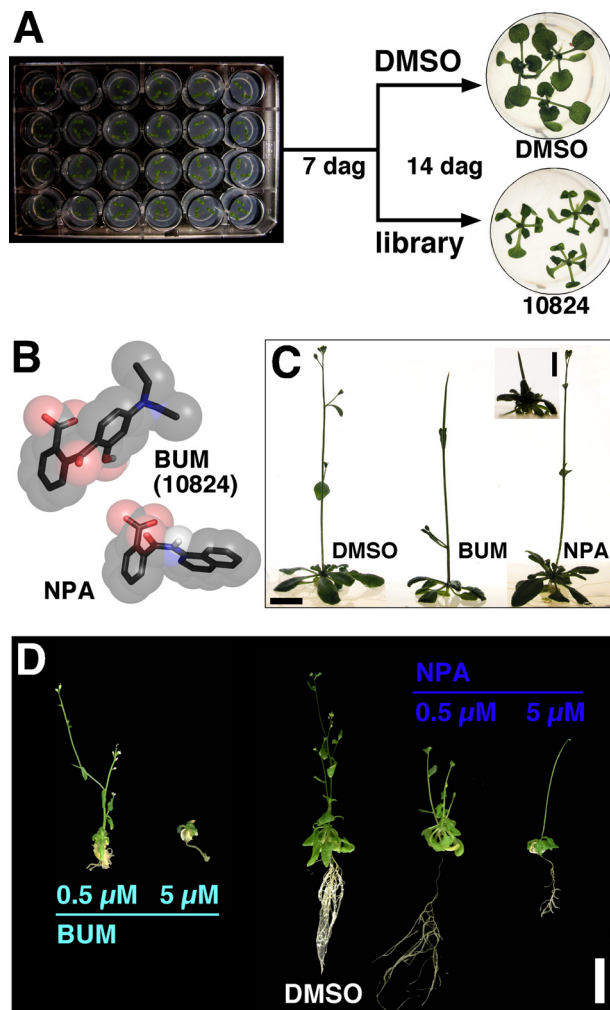 A
DMSO
7 dag
14 dag
library
DMSO
10824
B
BUM
(10824)
NPA
C
DMSO
BUM
NPA
D
NPA
0.5 µM 5 µM
0.5 µM 5 µM
BUM
DMSO